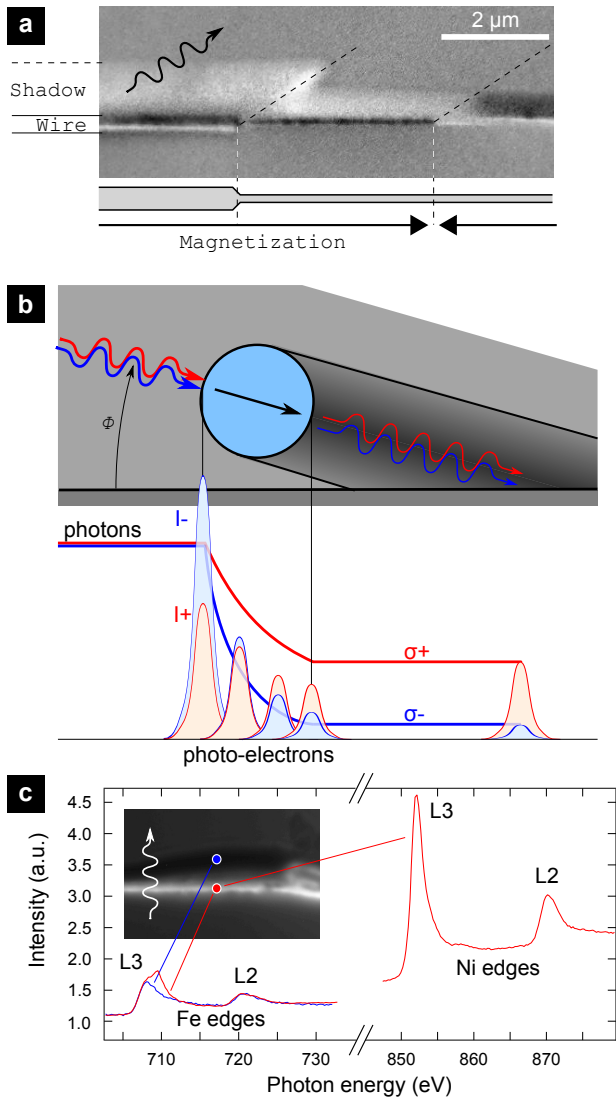 a
2 µm
Shadow
Wire
Magnetization
b
Φ
photons
I-
I+
σ+
σ-
photo-electrons
c
Intensity (a.u.)
4.5
4.0
3.5
3.0
2.5
2.0
1.5
1.0
L3
L2
Fe edges
L3
L2
Ni edges
710 720 730 850 860 870
Photon energy (eV)